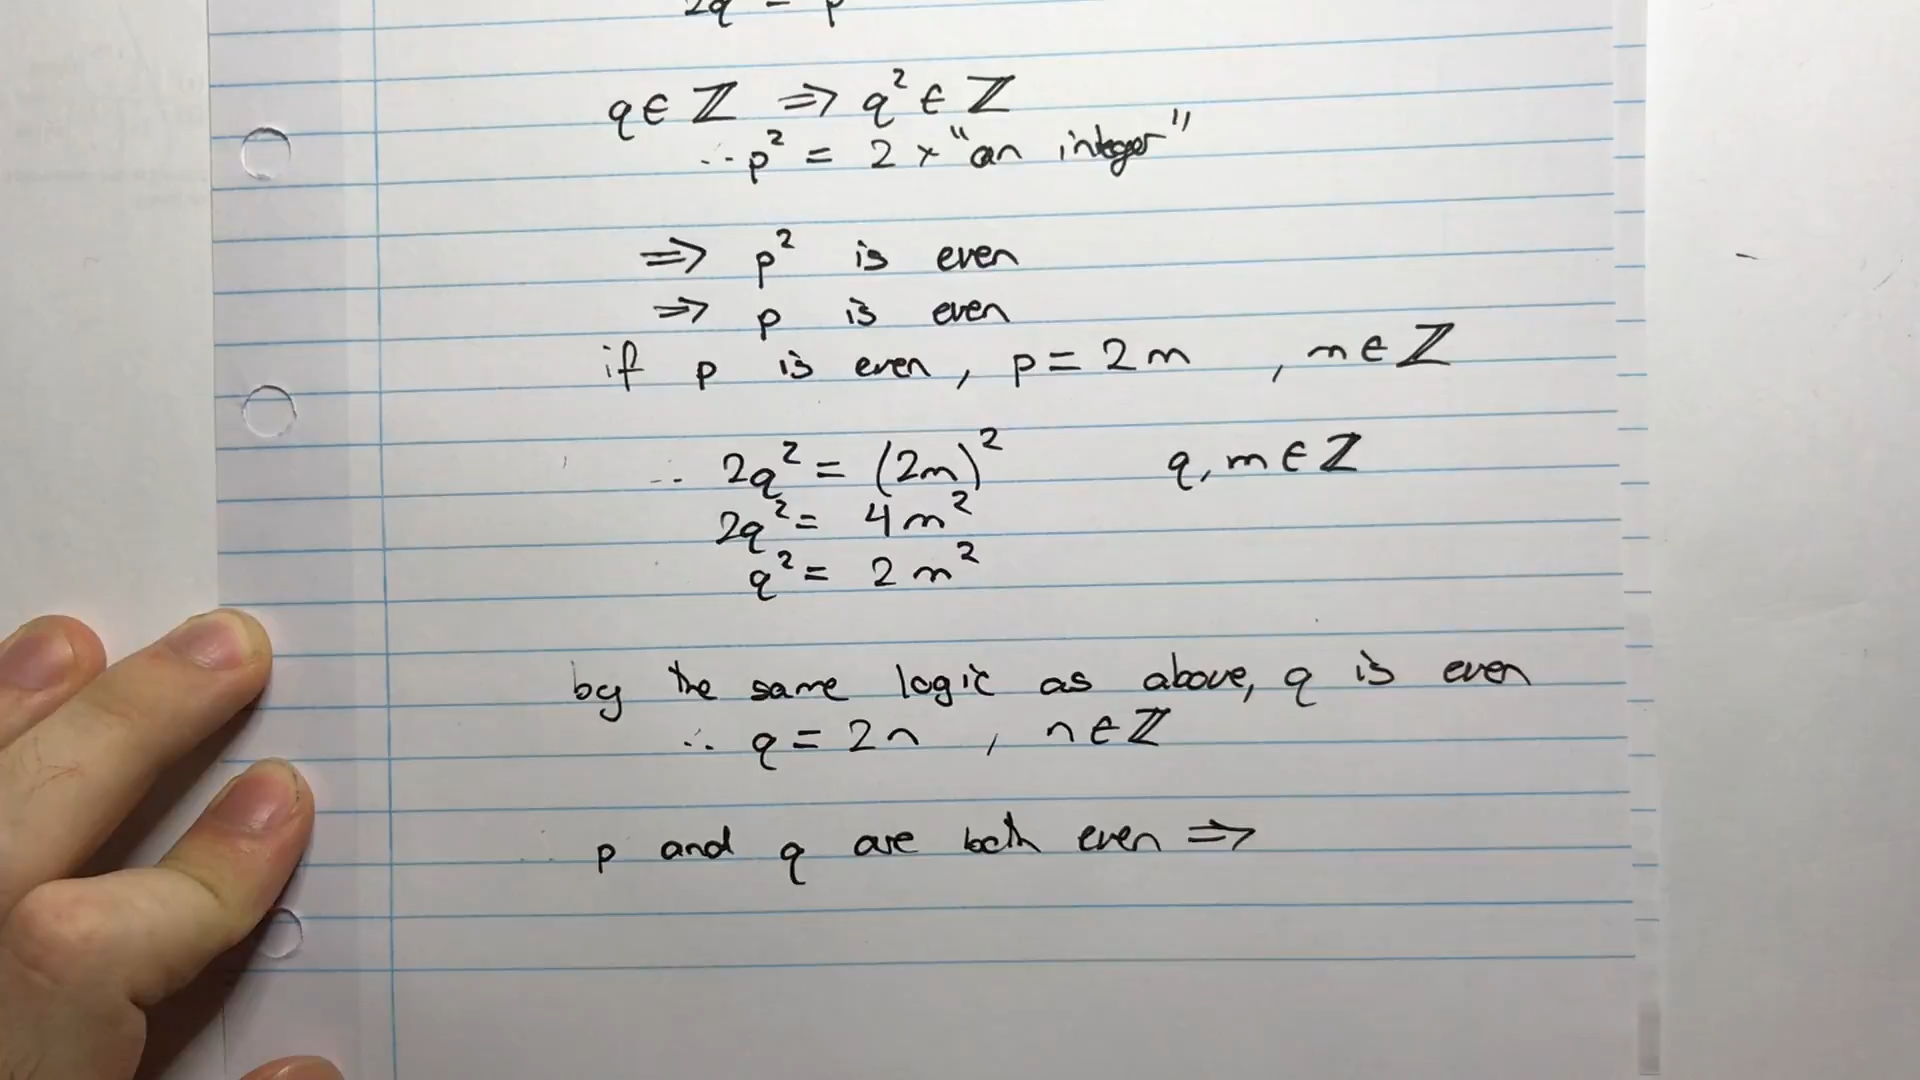 2q = p
q ∈ ℤ ⇒ q² ∈ ℤ
∴ p² = 2 × "an integer"
⇒ p² is even
⇒ p is even
if p is even, p = 2m , m ∈ ℤ
∴ 2q² = (2m)² q, m ∈ ℤ
2q² = 4m²
q² = 2m²
by the same logic as above, q is even
∴ q = 2n , n ∈ ℤ
p and q are both even ⇒